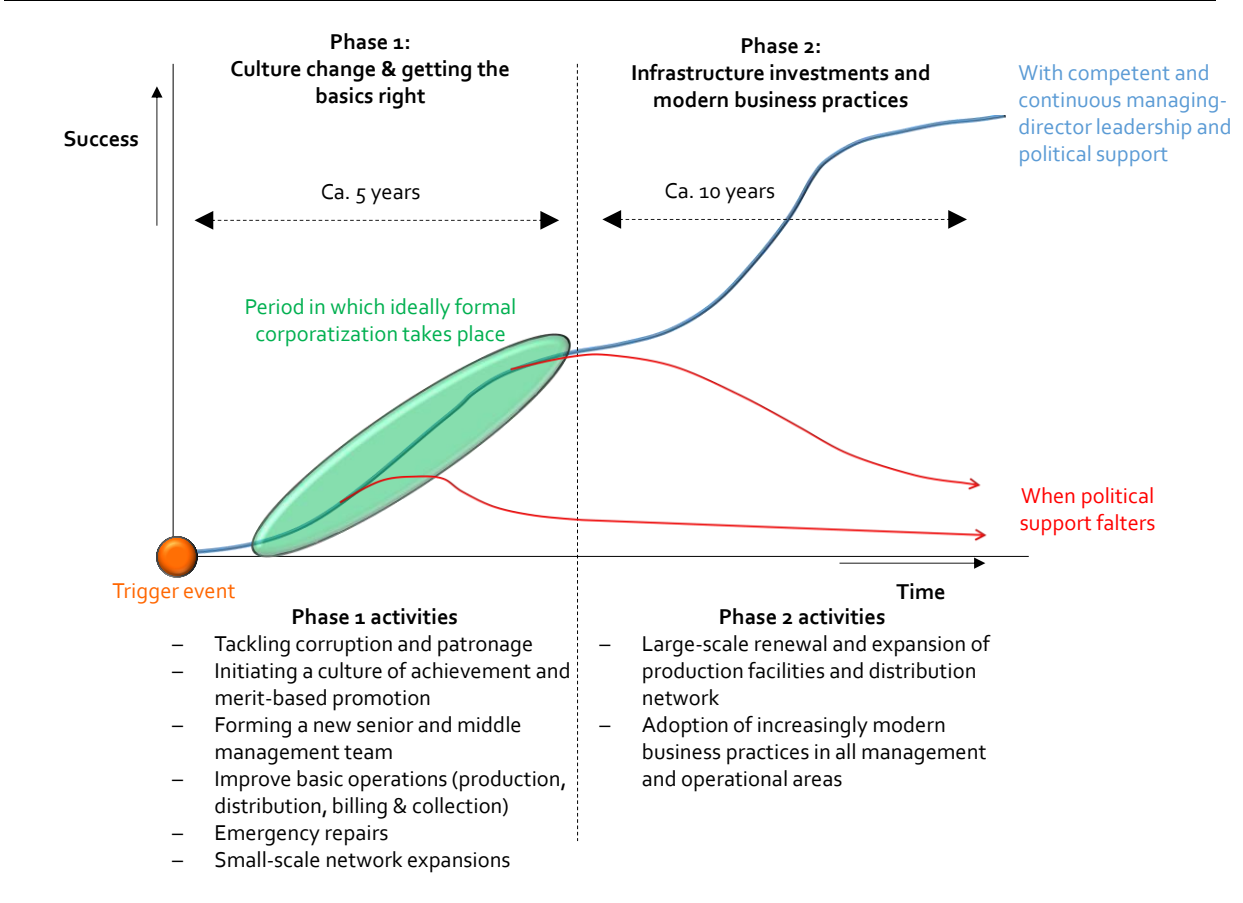 Phase 1:
Culture change & getting the
basics right
Phase 2:
Infrastructure investments and
modern business practices
With competent and
continuous managing-
director leadership and
political support
Success
Ca. 5 years
Ca. 10 years
Period in which ideally formal
corporatization takes place
When political
support falters
Trigger event
Time
Phase 1 activities
– Tackling corruption and patronage
– Initiating a culture of achievement and
merit-based promotion
– Forming a new senior and middle
management team
– Improve basic operations (production,
distribution, billing & collection)
– Emergency repairs
– Small-scale network expansions
Phase 2 activities
– Large-scale renewal and expansion of
production facilities and distribution
network
– Adoption of increasingly modern
business practices in all management
and operational areas